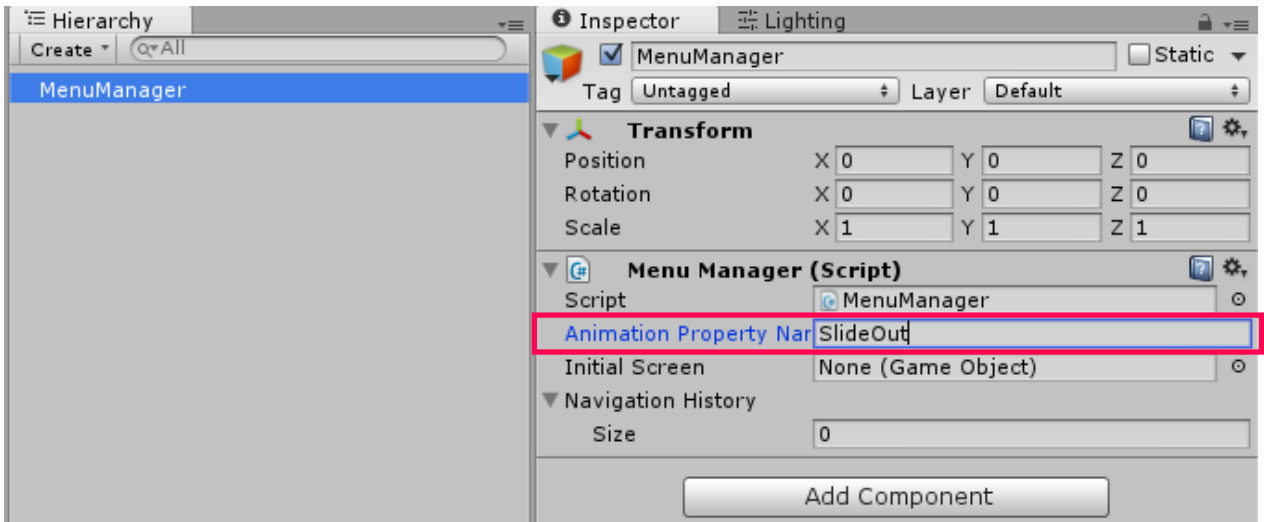 Hierarchy
Create All
MenuManager
Inspector Lighting
MenuManager Static
Tag Untagged Layer Default
Transform
Position X 0 Y 0 Z 0
Rotation X 0 Y 0 Z 0
Scale X 1 Y 1 Z 1
C# Menu Manager (Script)
Script MenuManager
Animation Property Nar SlideOut
Initial Screen None (Game Object)
Navigation History
Size 0
Add Component